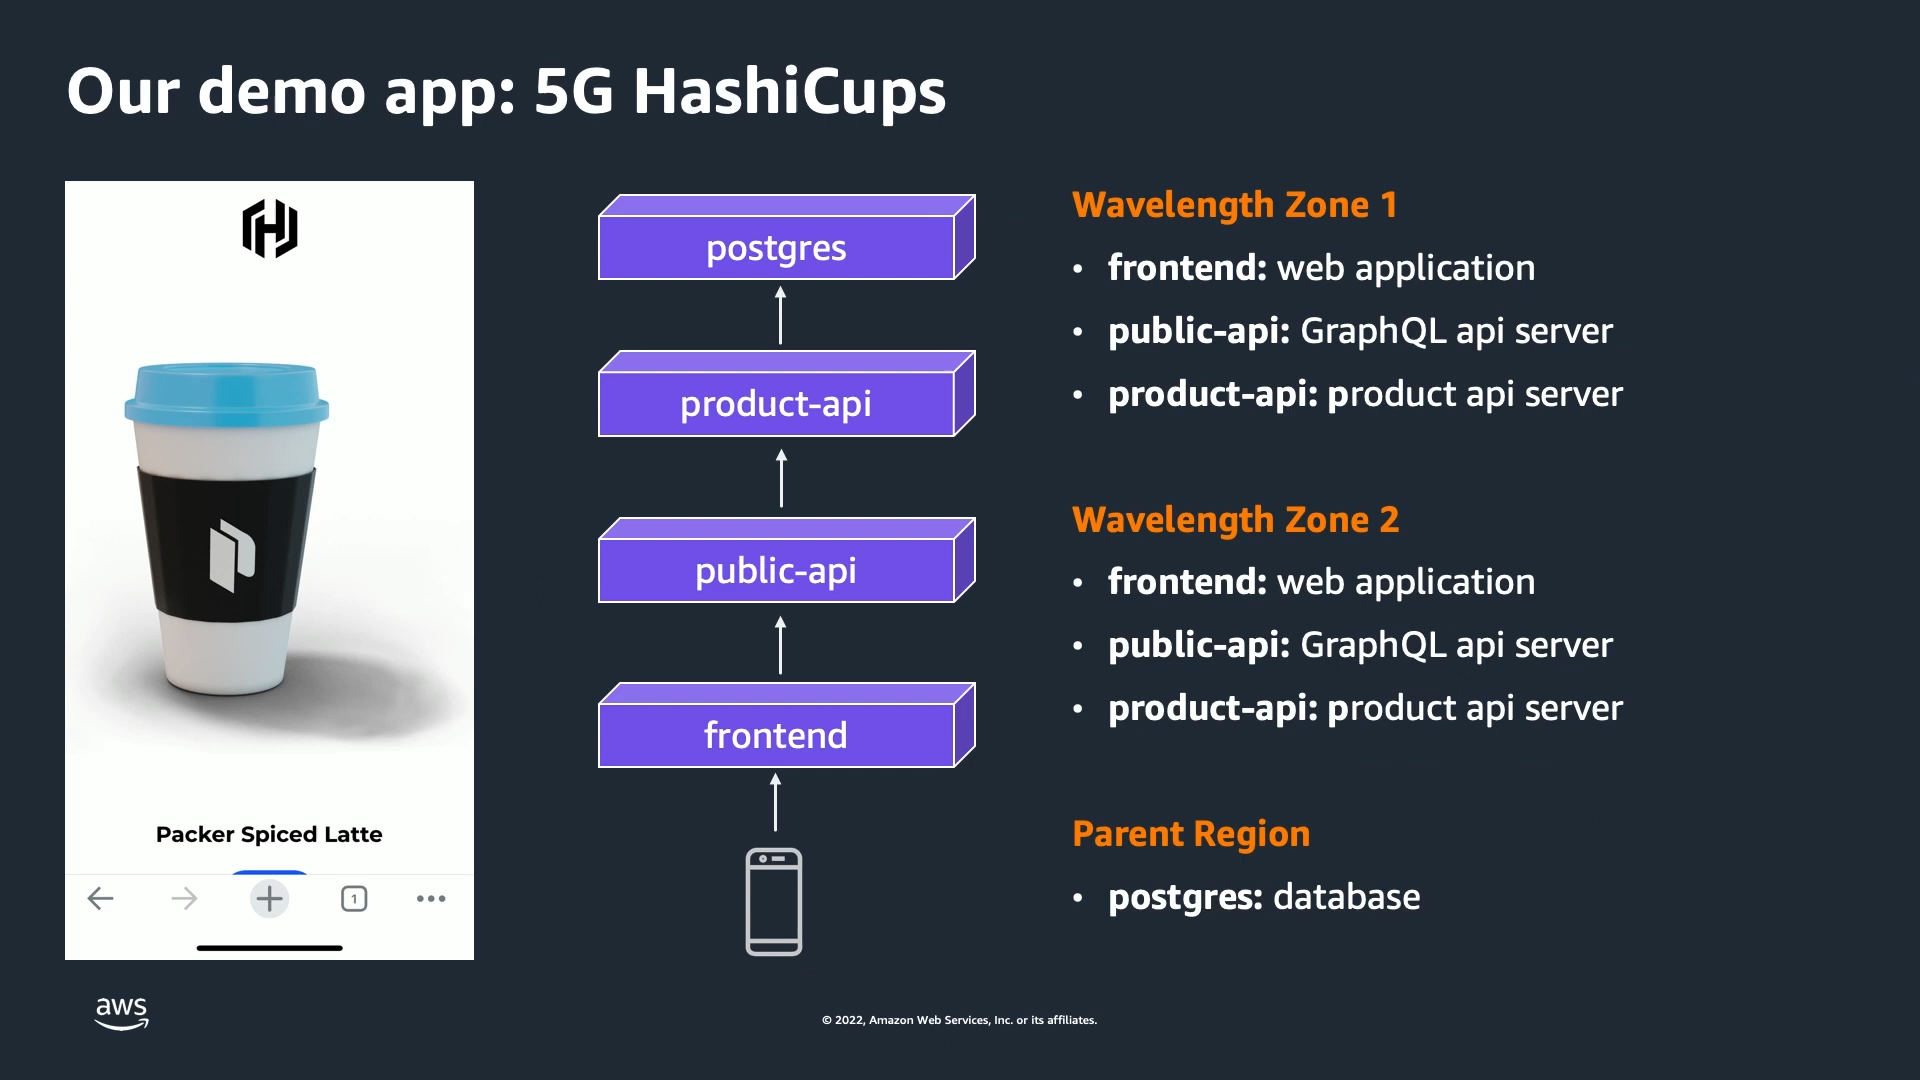 Our demo app: 5G HashiCups
Packer Spiced Latte
1
postgres
product-api
public-api
frontend
Wavelength Zone 1
• frontend: web application
• public-api: GraphQL api server
• product-api: product api server
Wavelength Zone 2
• frontend: web application
• public-api: GraphQL api server
• product-api: product api server
Parent Region
• postgres: database
aws
© 2022, Amazon Web Services, Inc. or its affiliates.